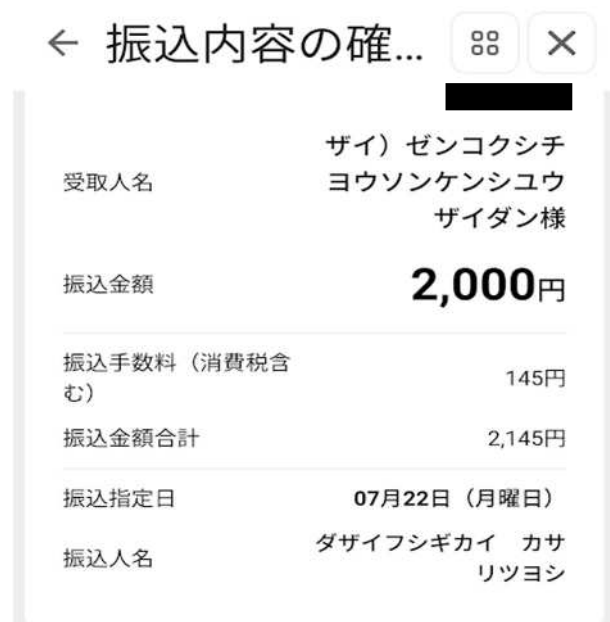 振込内容の確...
受取人名
ザイ）ゼンコクシチ
ヨウソンケンシユウ
ザイダン様
振込金額
2,000円
振込手数料（消費税含
む）
145円
振込金額合計
2,145円
振込指定日
07月22日（月曜日）
振込人名
ダザイフシギカイ　カサ
リツヨシ